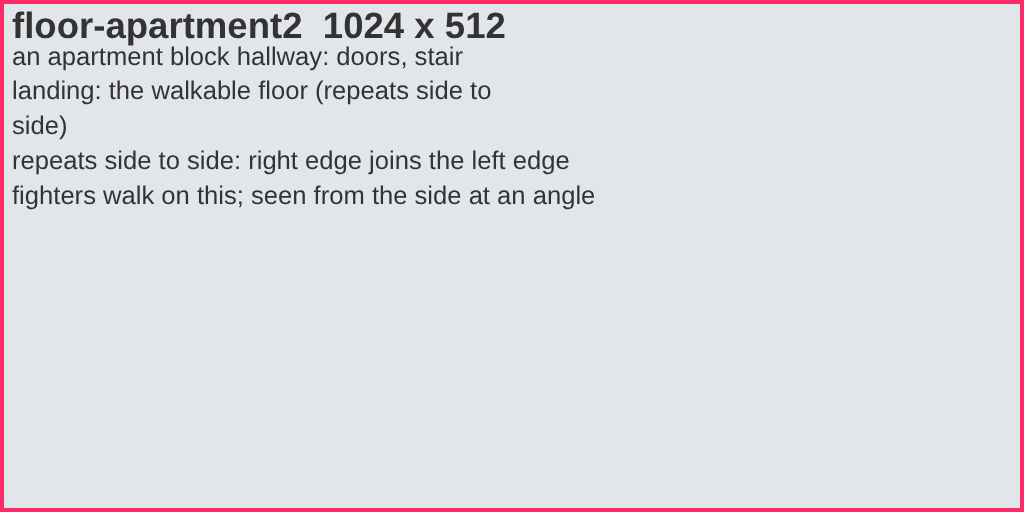 floor-apartment2  1024 x 512
an apartment block hallway: doors, stair
landing: the walkable floor (repeats side to
side)
repeats side to side: right edge joins the left edge
fighters walk on this; seen from the side at an angle